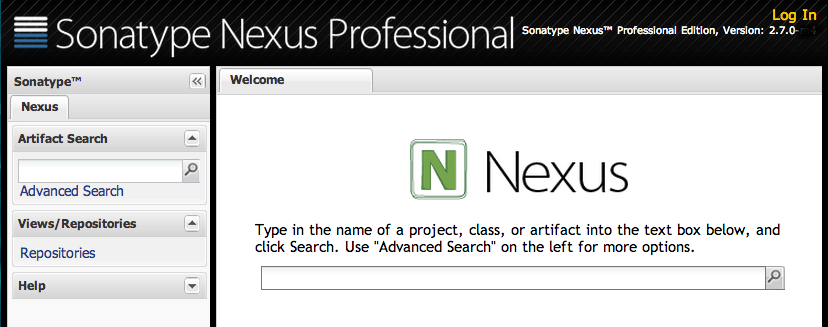 Sonatype Nexus Professional
Log In
Sonatype Nexus™ Professional Edition, Version: 2.7.0-
Sonatype™
Nexus
Artifact Search
Advanced Search
Views/Repositories
Repositories
Help
Welcome
N Nexus
Type in the name of a project, class, or artifact into the text box below, and
click Search. Use "Advanced Search" on the left for more options.